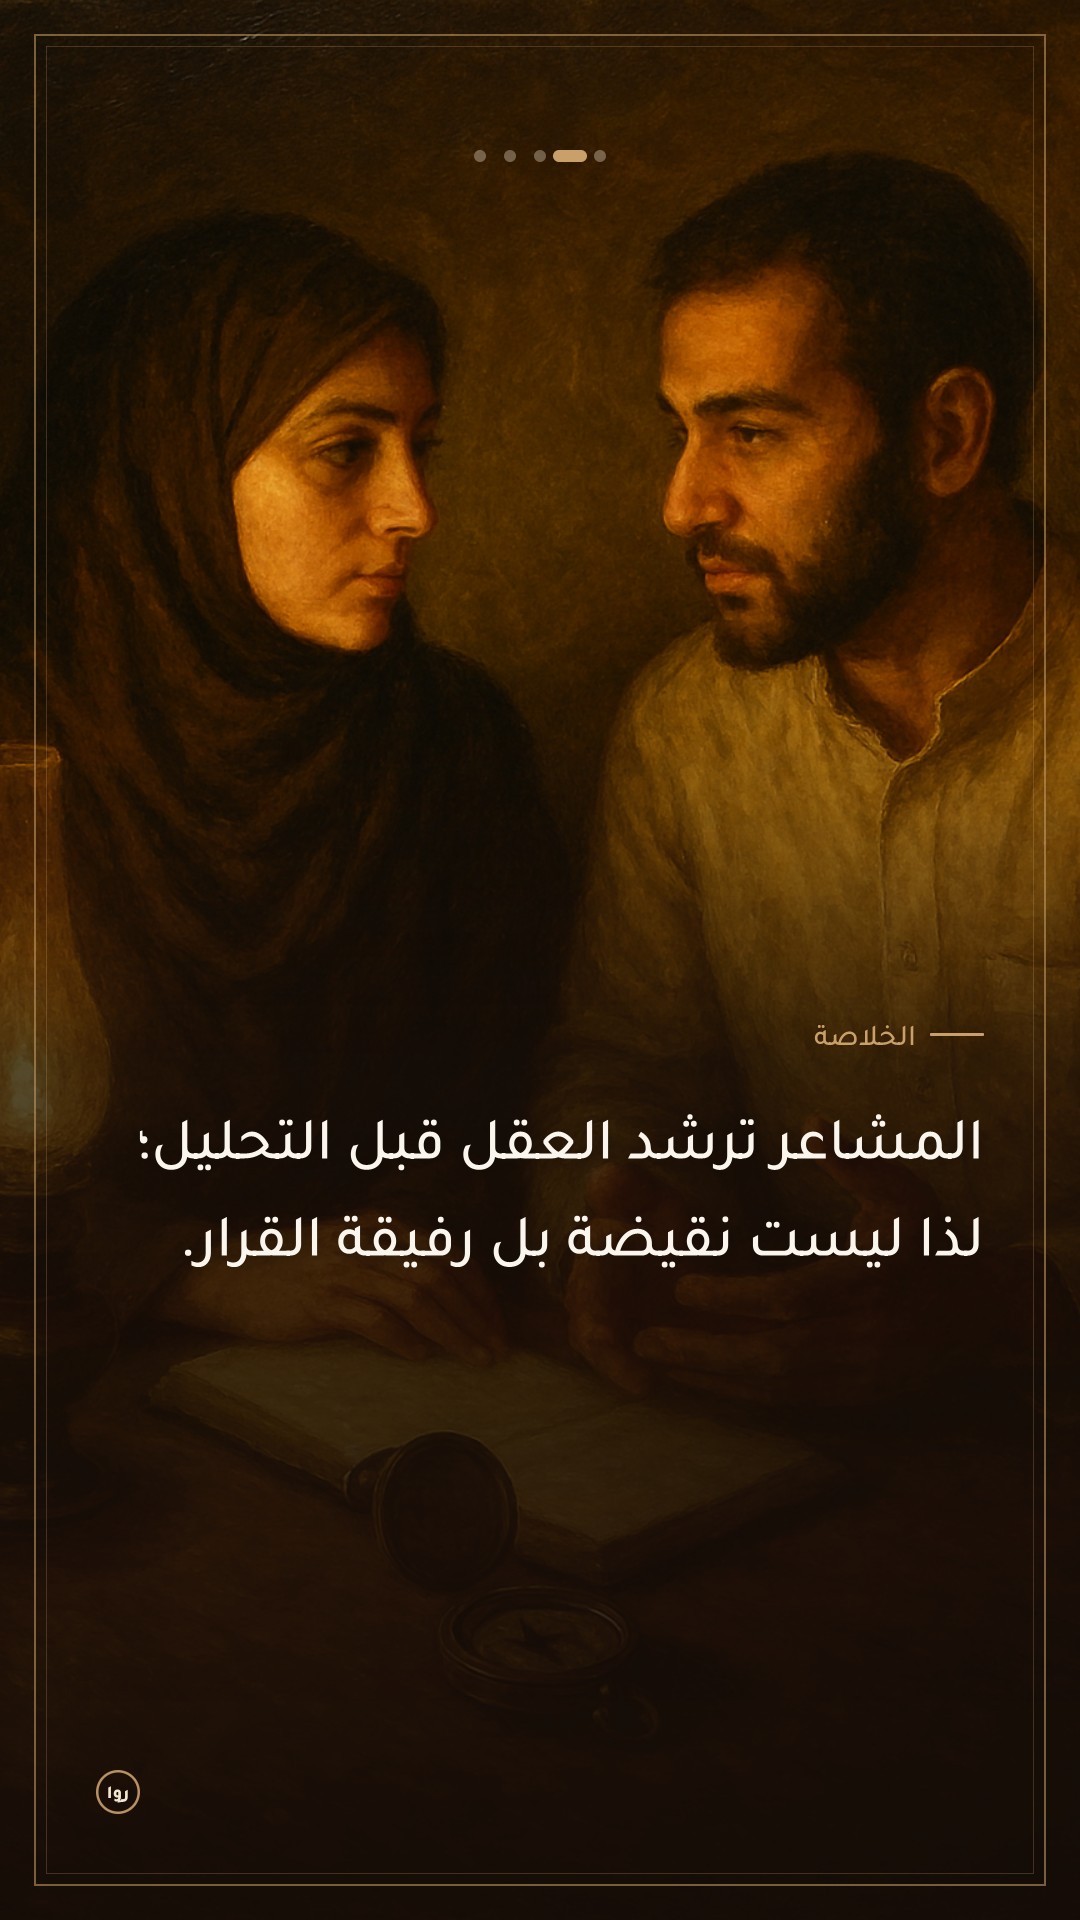 الخلاصة
المشاعر ترشد العقل قبل التحليل؛
لذا ليست نقيضة بل رفيقة القرار.
روا